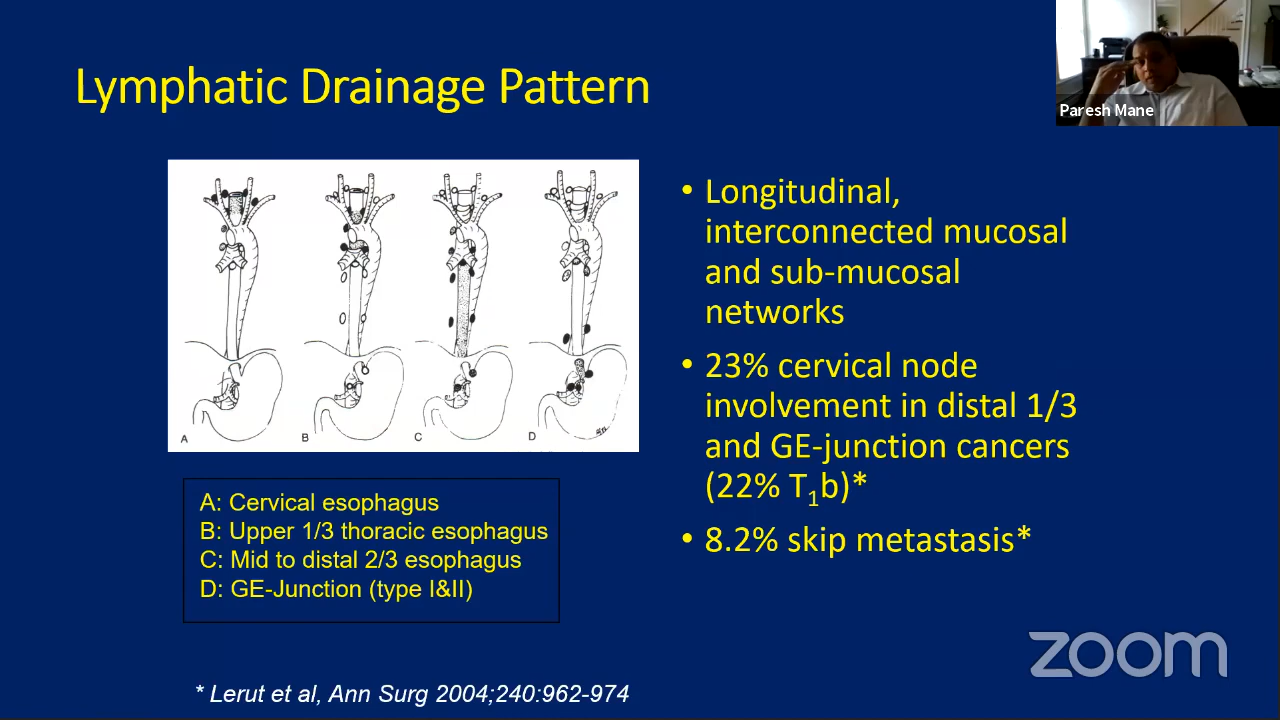 Lymphatic Drainage Pattern
Paresh Mane
A
B
C
D
• Longitudinal,
interconnected mucosal
and sub-mucosal
networks
• 23% cervical node
involvement in distal 1/3
and GE-junction cancers
(22% T1b)*
• 8.2% skip metastasis*
A: Cervical esophagus
B: Upper 1/3 thoracic esophagus
C: Mid to distal 2/3 esophagus
D: GE-Junction (type I&II)
* Lerut et al, Ann Surg 2004;240:962-974
zoom